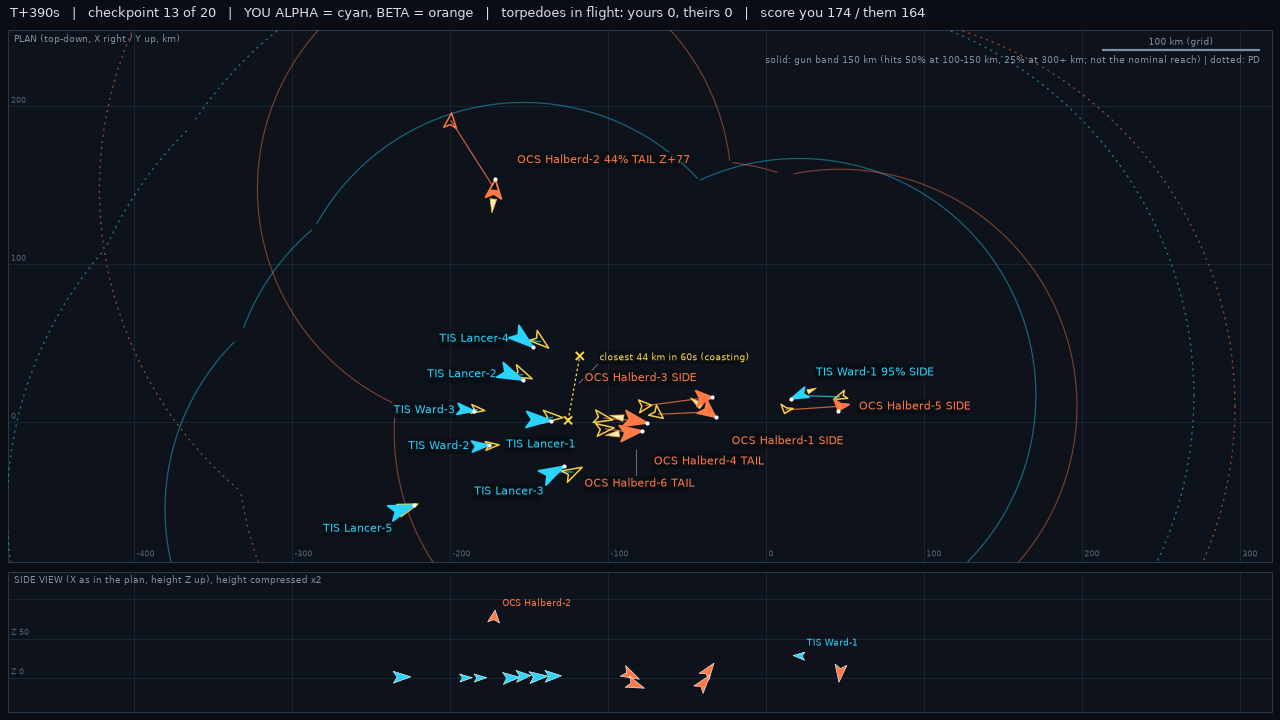 T+390s | checkpoint 13 of 20 | YOU ALPHA = cyan, BETA = orange | torpedoes in flight: yours 0, theirs 0 | score you 174 / them 164
PLAN (top-down, X right / Y up, km)
100 km (grid)
solid: gun band 150 km (hits 50% at 100-150 km, 25% at 300+ km; not the nominal reach) | dotted: PD
200
OCS Halberd-2 44% TAIL Z+77
100
TIS Lancer-4
closest 44 km in 60s (coasting)
TIS Lancer-2
OCS Halberd-3 SIDE
TIS Ward-1 95% SIDE
TIS Ward-3
OCS Halberd-5 SIDE
0
TIS Ward-2
TIS Lancer-1
OCS Halberd-1 SIDE
OCS Halberd-4 TAIL
TIS Lancer-3
OCS Halberd-6 TAIL
TIS Lancer-5
-400
-300
-200
-100
0
100
200
300
SIDE VIEW (X as in the plan, height Z up), height compressed x2
OCS Halberd-2
Z 50
TIS Ward-1
Z 0